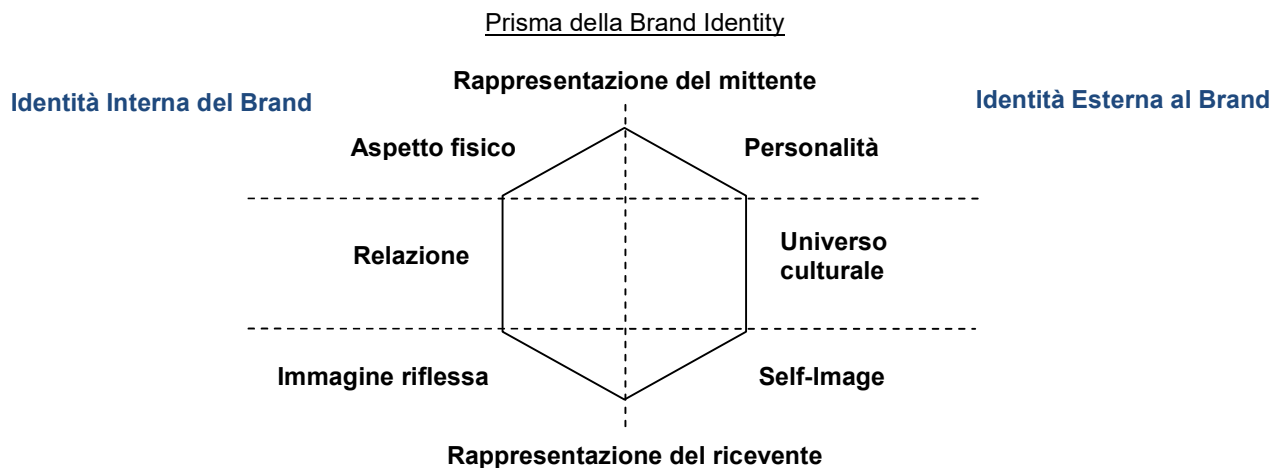 Prisma della Brand Identity
Rappresentazione del mittente
Identità Interna del Brand
Identità Esterna al Brand
Aspetto fisico
Personalità
Relazione
Universo
culturale
Immagine riflessa
Self-Image
Rappresentazione del ricevente